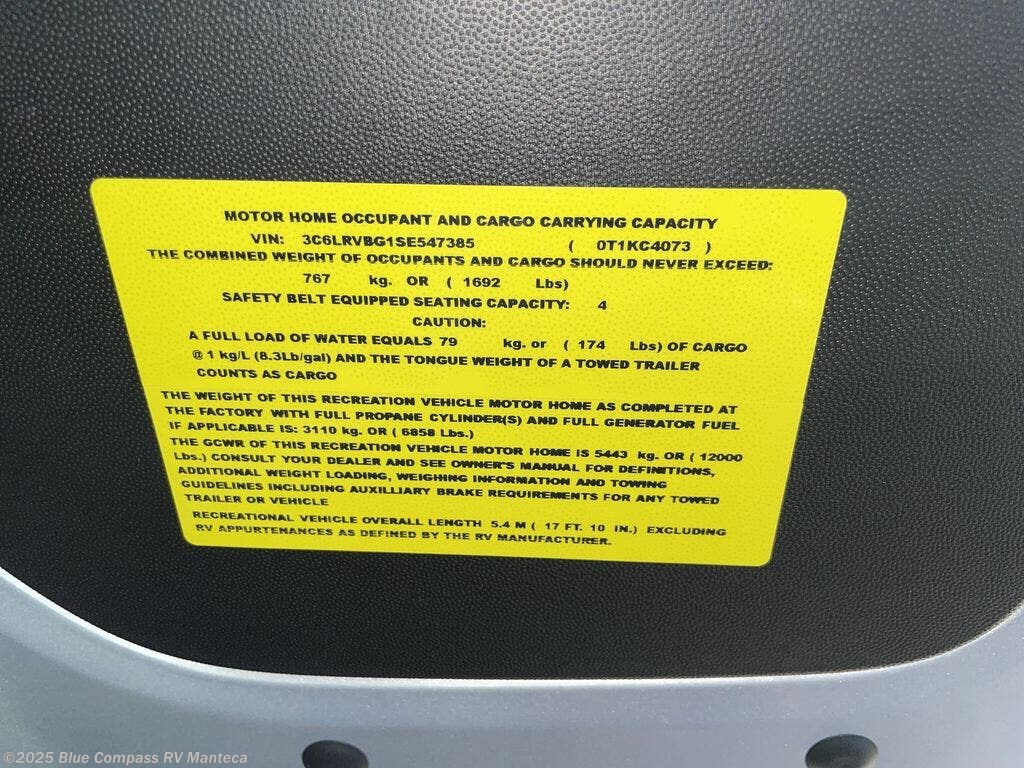 MOTOR HOME OCCUPANT AND CARGO CARRYING CAPACITY
VIN: 3C6LRVBG1SE547385 ( 0T1KC4073 )
THE COMBINED WEIGHT OF OCCUPANTS AND CARGO SHOULD NEVER EXCEED:
767 kg. OR ( 1692 Lbs)
SAFETY BELT EQUIPPED SEATING CAPACITY: 4
CAUTION:
A FULL LOAD OF WATER EQUALS 79 kg. or ( 174 Lbs) OF CARGO
@ 1 kg/L (8.3Lb/gal) AND THE TONGUE WEIGHT OF A TOWED TRAILER
COUNTS AS CARGO
THE WEIGHT OF THIS RECREATION VEHICLE MOTOR HOME AS COMPLETED AT
THE FACTORY WITH FULL PROPANE CYLINDER(S) AND FULL GENERATOR FUEL
IF APPLICABLE IS: 3110 kg. OR ( 6858 Lbs.)
THE GCWR OF THIS RECREATION VEHICLE MOTOR HOME IS 5443 kg. OR ( 12000
Lbs.) CONSULT YOUR DEALER AND SEE OWNER'S MANUAL FOR DEFINITIONS,
ADDITIONAL WEIGHT LOADING, WEIGHING INFORMATION AND TOWING
GUIDELINES INCLUDING AUXILLIARY BRAKE REQUIREMENTS FOR ANY TOWED
TRAILER OR VEHICLE
RECREATIONAL VEHICLE OVERALL LENGTH 5.4 M ( 17 FT. 10 IN.) EXCLUDING
RV APPURTENANCES AS DEFINED BY THE RV MANUFACTURER.
©2025 Blue Compass RV Manteca